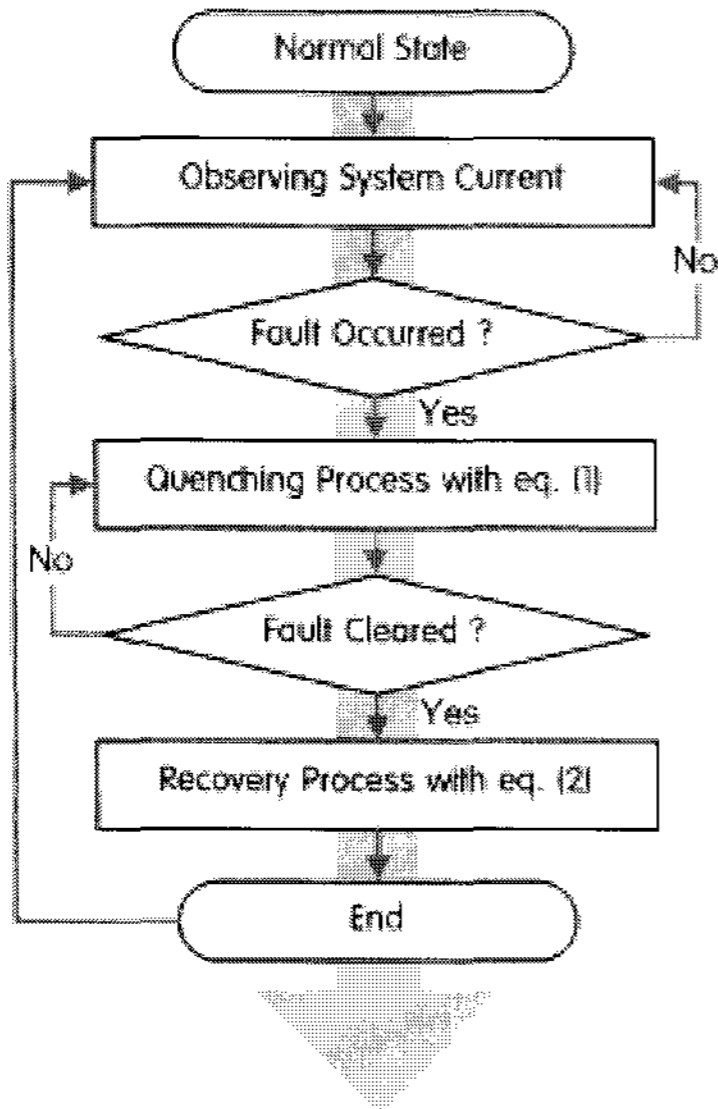 Normal State
Observing System Current
No
Fault Occurred ?
Yes
Quenching Process with eq. (1)
No
Fault Cleared ?
Yes
Recovery Process with eq. (2)
End